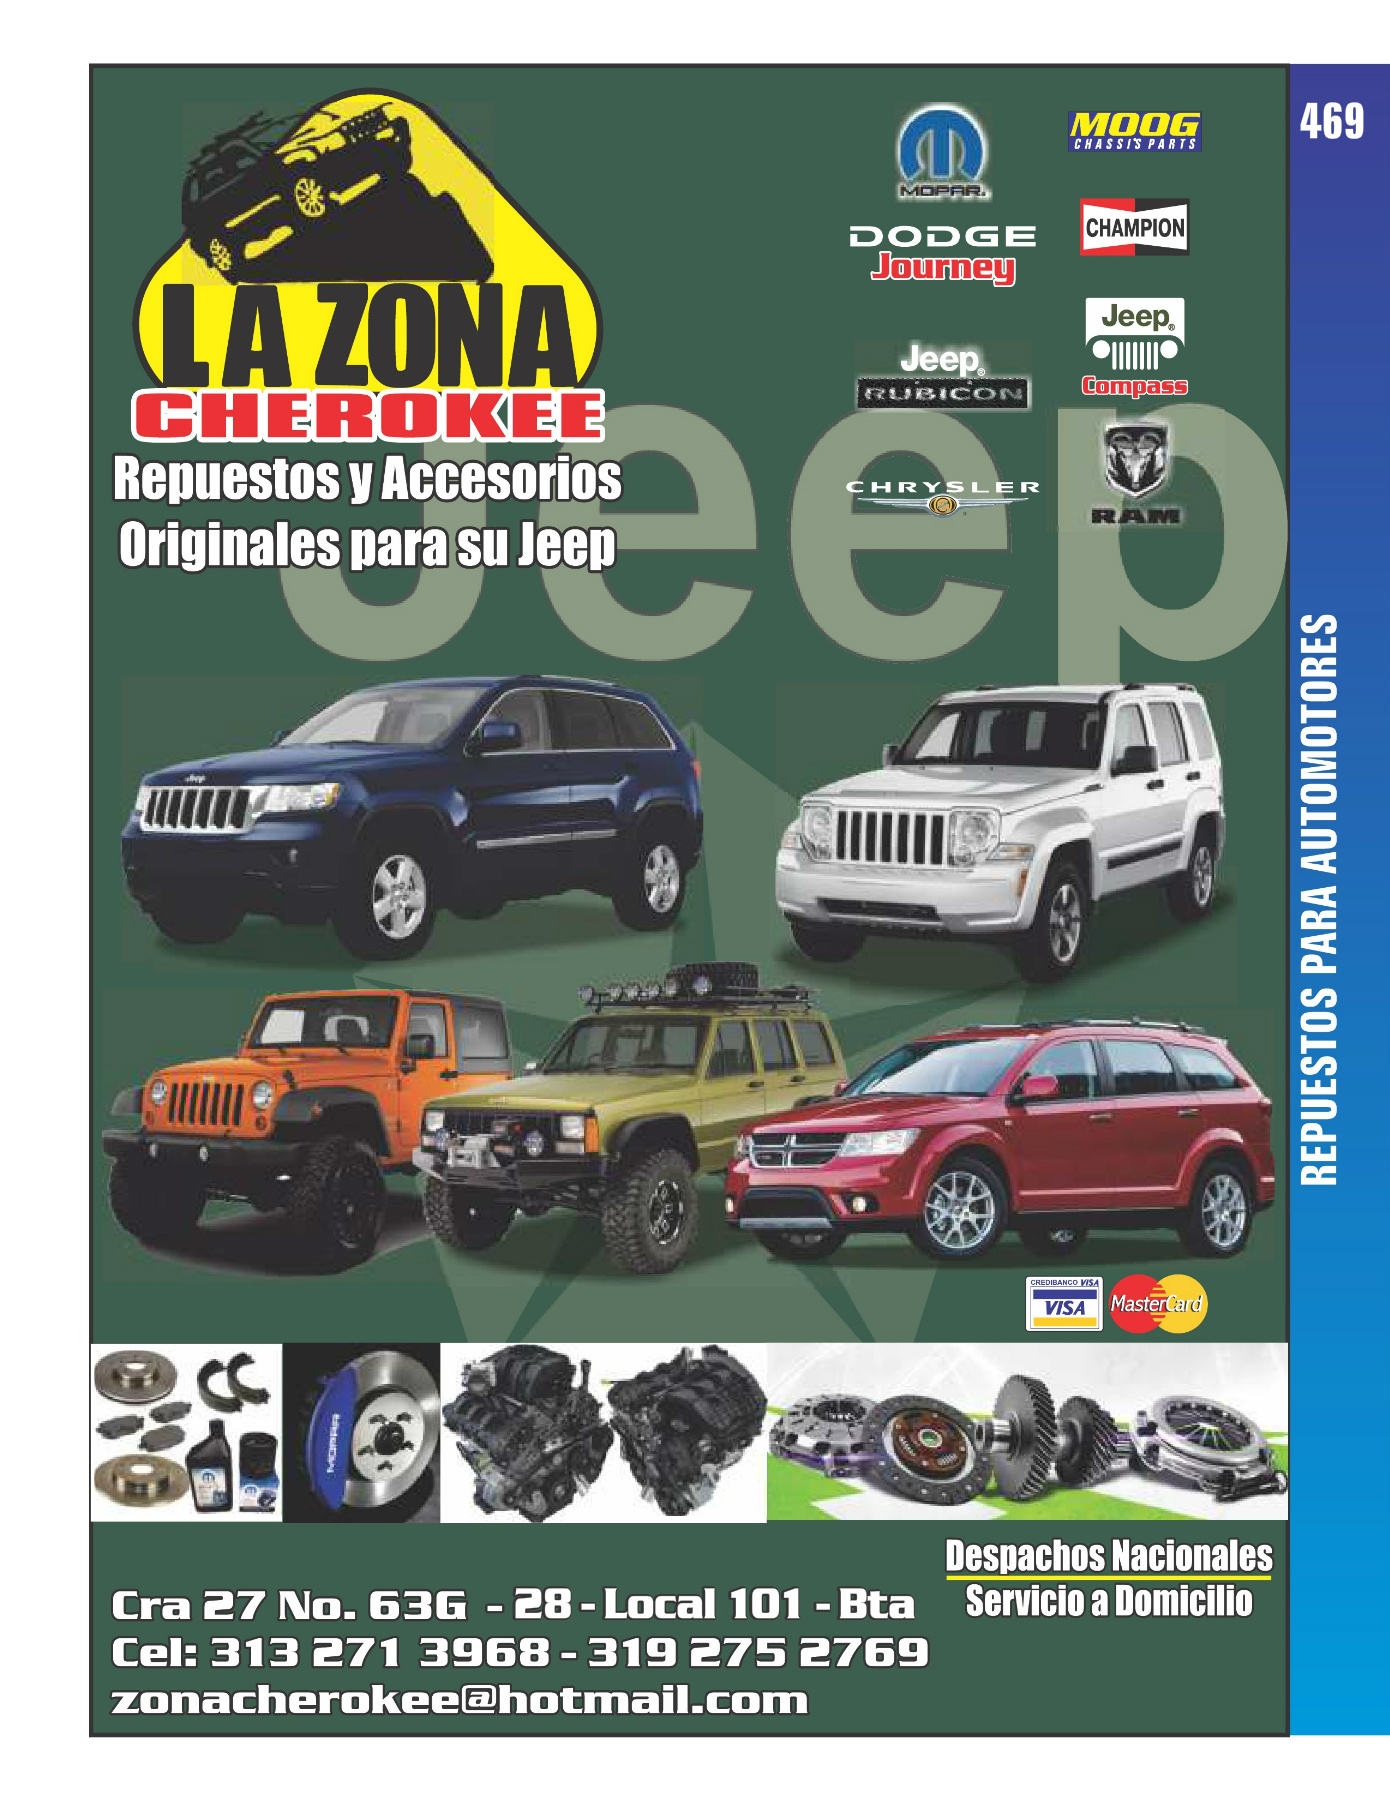 469
LA ZONA
CHEROKEE
Repuestos y Accesorios
Originales para su Jeep
MOPAR®
MOOG
CHASSIS PARTS
DODGE
Journey
CHAMPION
Jeep®
RUBICON
Jeep®
Compass
CHRYSLER
RAM
Jeep
Jeep
REPUESTOS PARA AUTOMOTORES
CREDIBANCO VISA
VISA
MasterCard
MOPAR
Despachos Nacionales
Servicio a Domicilio
Cra 27 No. 63G - 28 - Local 101 - Bta
Cel: 313 271 3968 - 319 275 2769
zonacherokee@hotmail.com